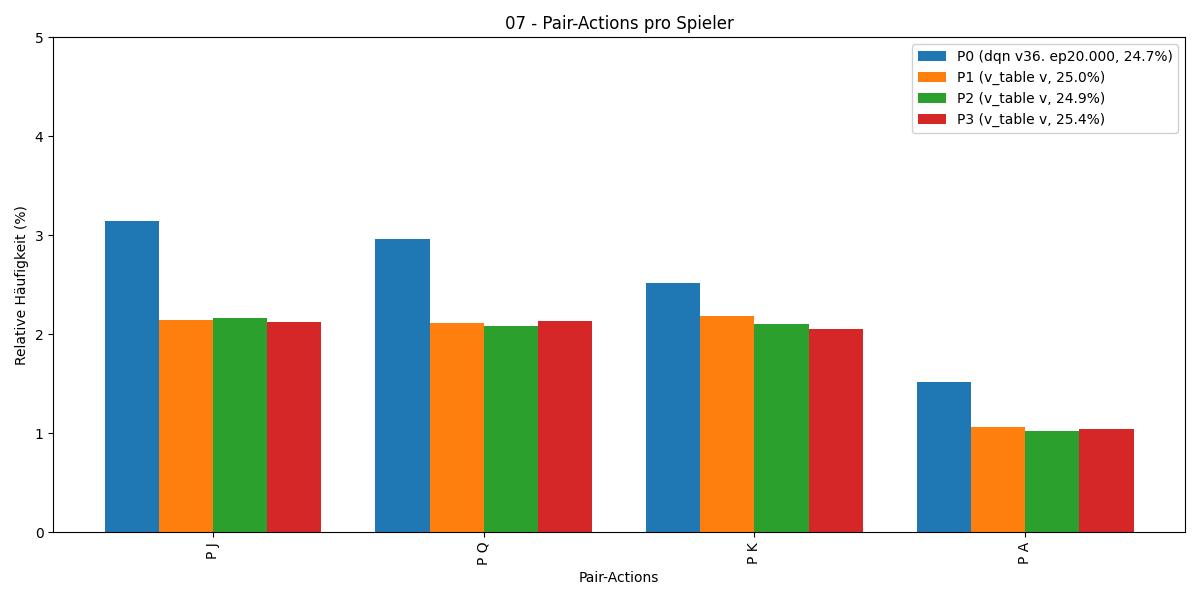 07 - Pair-Actions pro Spieler
P0 (dqn v36. ep20.000, 24.7%)
P1 (v_table v, 25.0%)
P2 (v_table v, 24.9%)
P3 (v_table v, 25.4%)
Relative Häufigkeit (%)
5
4
3
2
1
0
P J
P Q
P K
P A
Pair-Actions